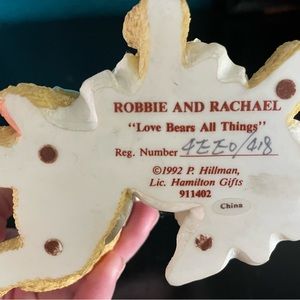 ROBBIE AND RACHAEL
"Love Bears All Things"
Reg. Number 4EE0/418
©1992 P. Hillman,
Lic. Hamilton Gifts
911402
China